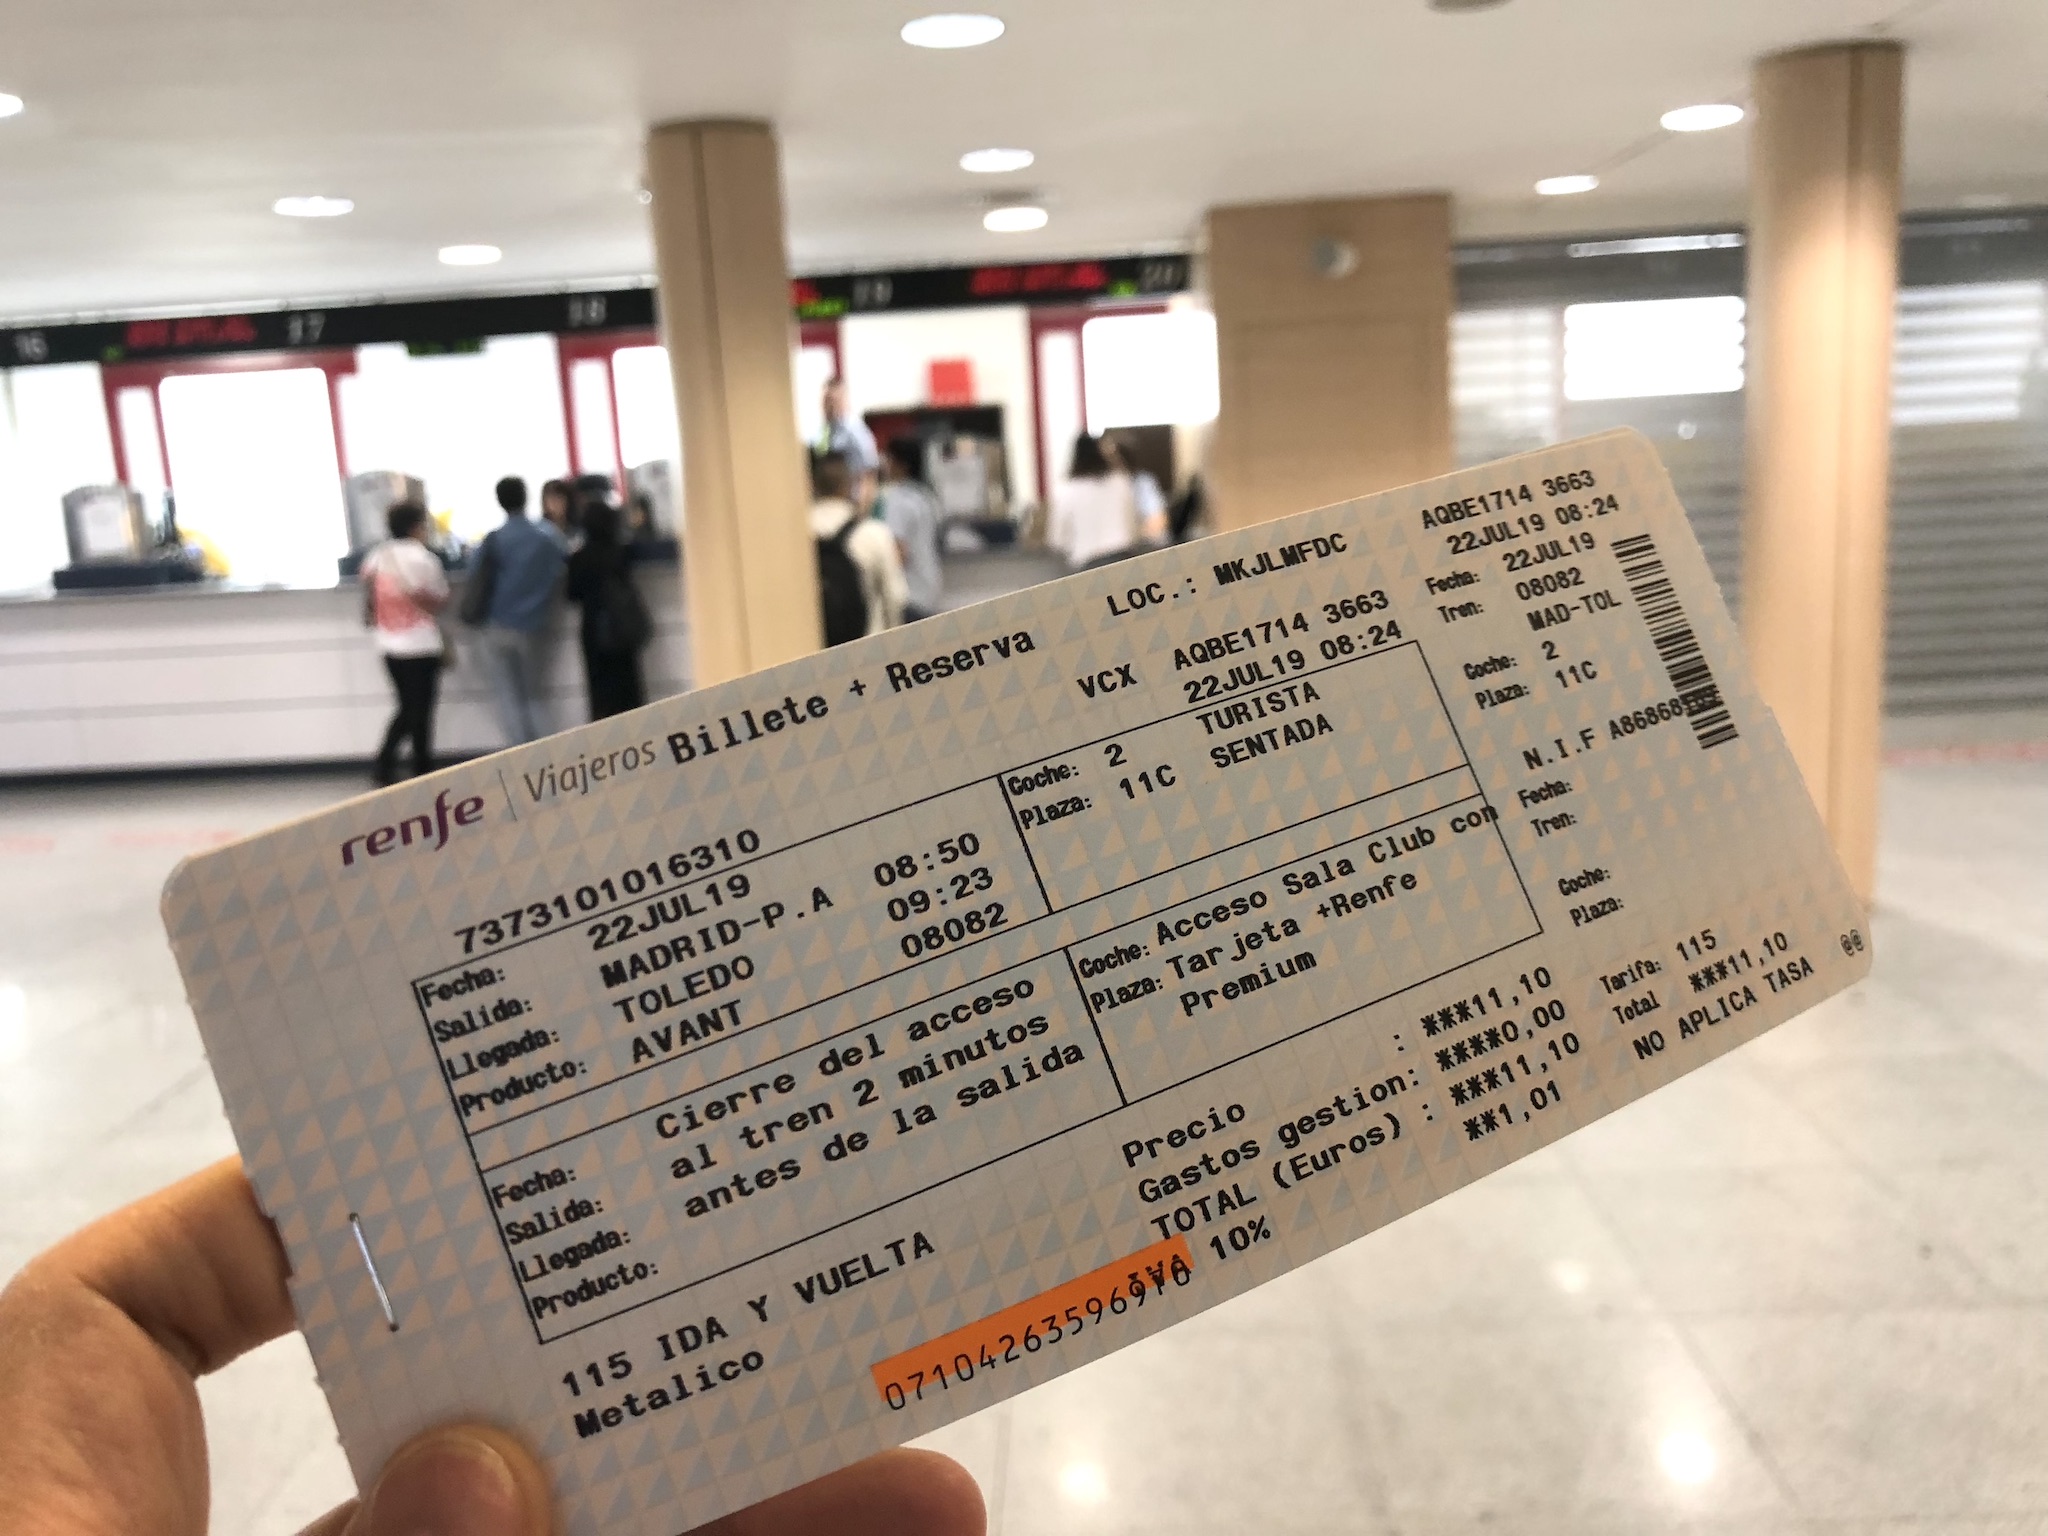 16
17
18
19
20
renfe Viajeros Billete + Reserva
LOC.: MKJLMFDC
7373101016310
VCX AQBE1714 3663
22JUL19 08:24
Fecha: 22JUL19
Salida: MADRID-P.A 08:50
Llegada: TOLEDO 09:23
Producto: AVANT 08082
Coche: 2 TURISTA
Plaza: 11C SENTADA
Cierre del acceso
al tren 2 minutos
antes de la salida
Fecha:
Salida:
Llegada:
Producto:
Coche: Acceso Sala Club con
Plaza: Tarjeta +Renfe
Premium
115 IDA Y VUELTA
Metalico
Precio : ***11,10
Gastos gestion: ****0,00
TOTAL (Euros) : ***11,10
IVA 10% **1,01
AQBE1714 3663
22JUL19 08:24
Fecha: 22JUL19
Tren: 08082
MAD-TOL
Coche: 2
Plaza: 11C
N.I.F
Fecha:
Tren:
Coche:
Plaza:
Tarifa: 115
Total ***11,10
NO APLICA TASA
@@